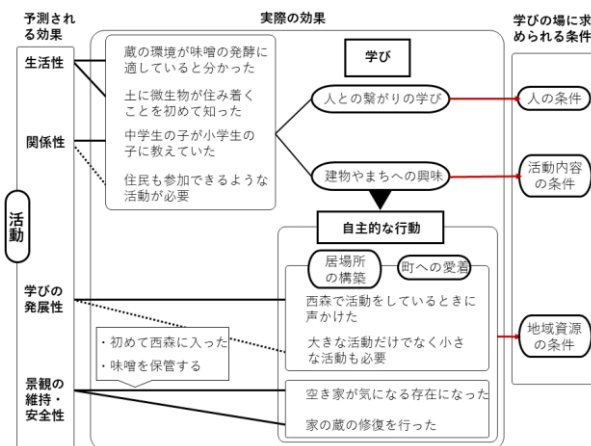 予測され
る効果
実際の効果
学びの場に求
められる条件
生活性
関係性
活動
学びの
発展性
景観の
維持・
安全性
蔵の環境が味噌の発酵に
適していると分かった
土に微生物が住み着く
ことを初めて知った
中学生の子が小学生の
子に教えていた
住民も参加できるような
活動が必要
学び
人との繋がりの学び
建物やまちへの興味
自主的な行動
居場所
の構築
町への愛着
西森で活動をしているときに
声かけた
大きな活動だけでなく小さ
な活動も必要
・初めて西森に入った
・味噌を保管する
空き家が気になる存在になった
家の蔵の修復を行った
人の条件
活動内容
の条件
地域資源
の条件